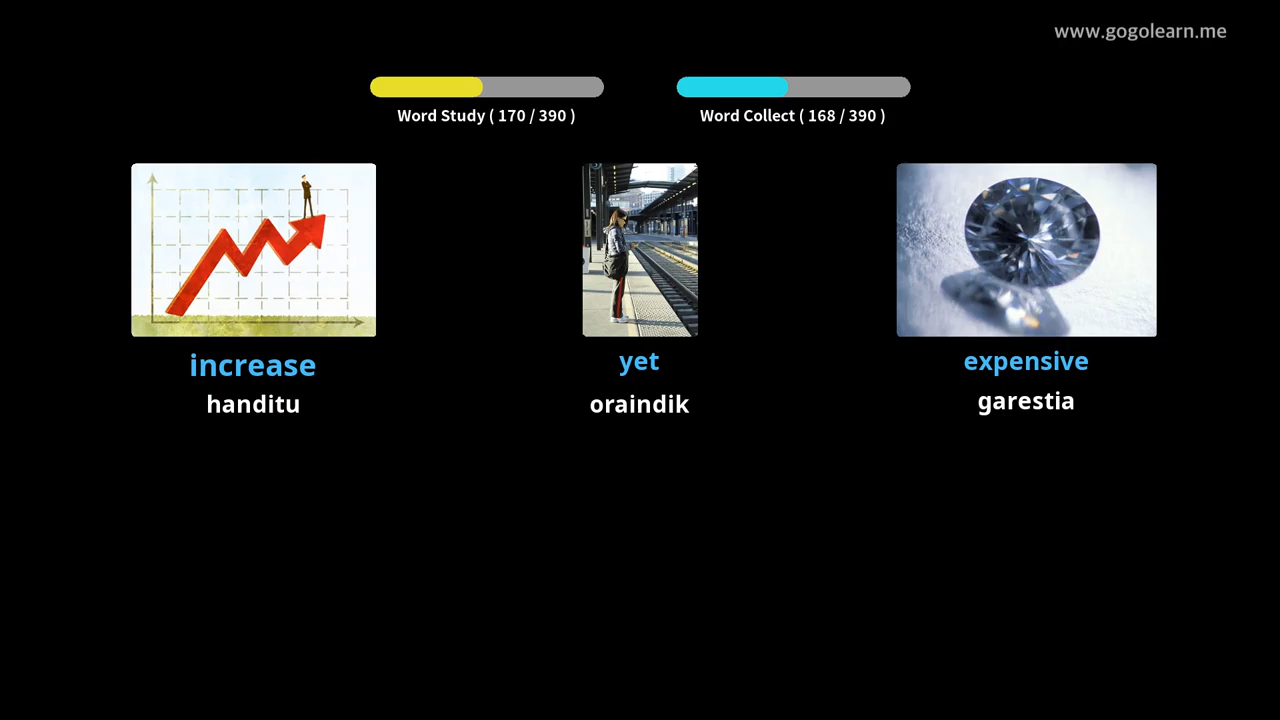 www.gogolearn.me
Word Study ( 170 / 390 )
Word Collect ( 168 / 390 )
increase
handitu
yet
oraindik
expensive
garestia